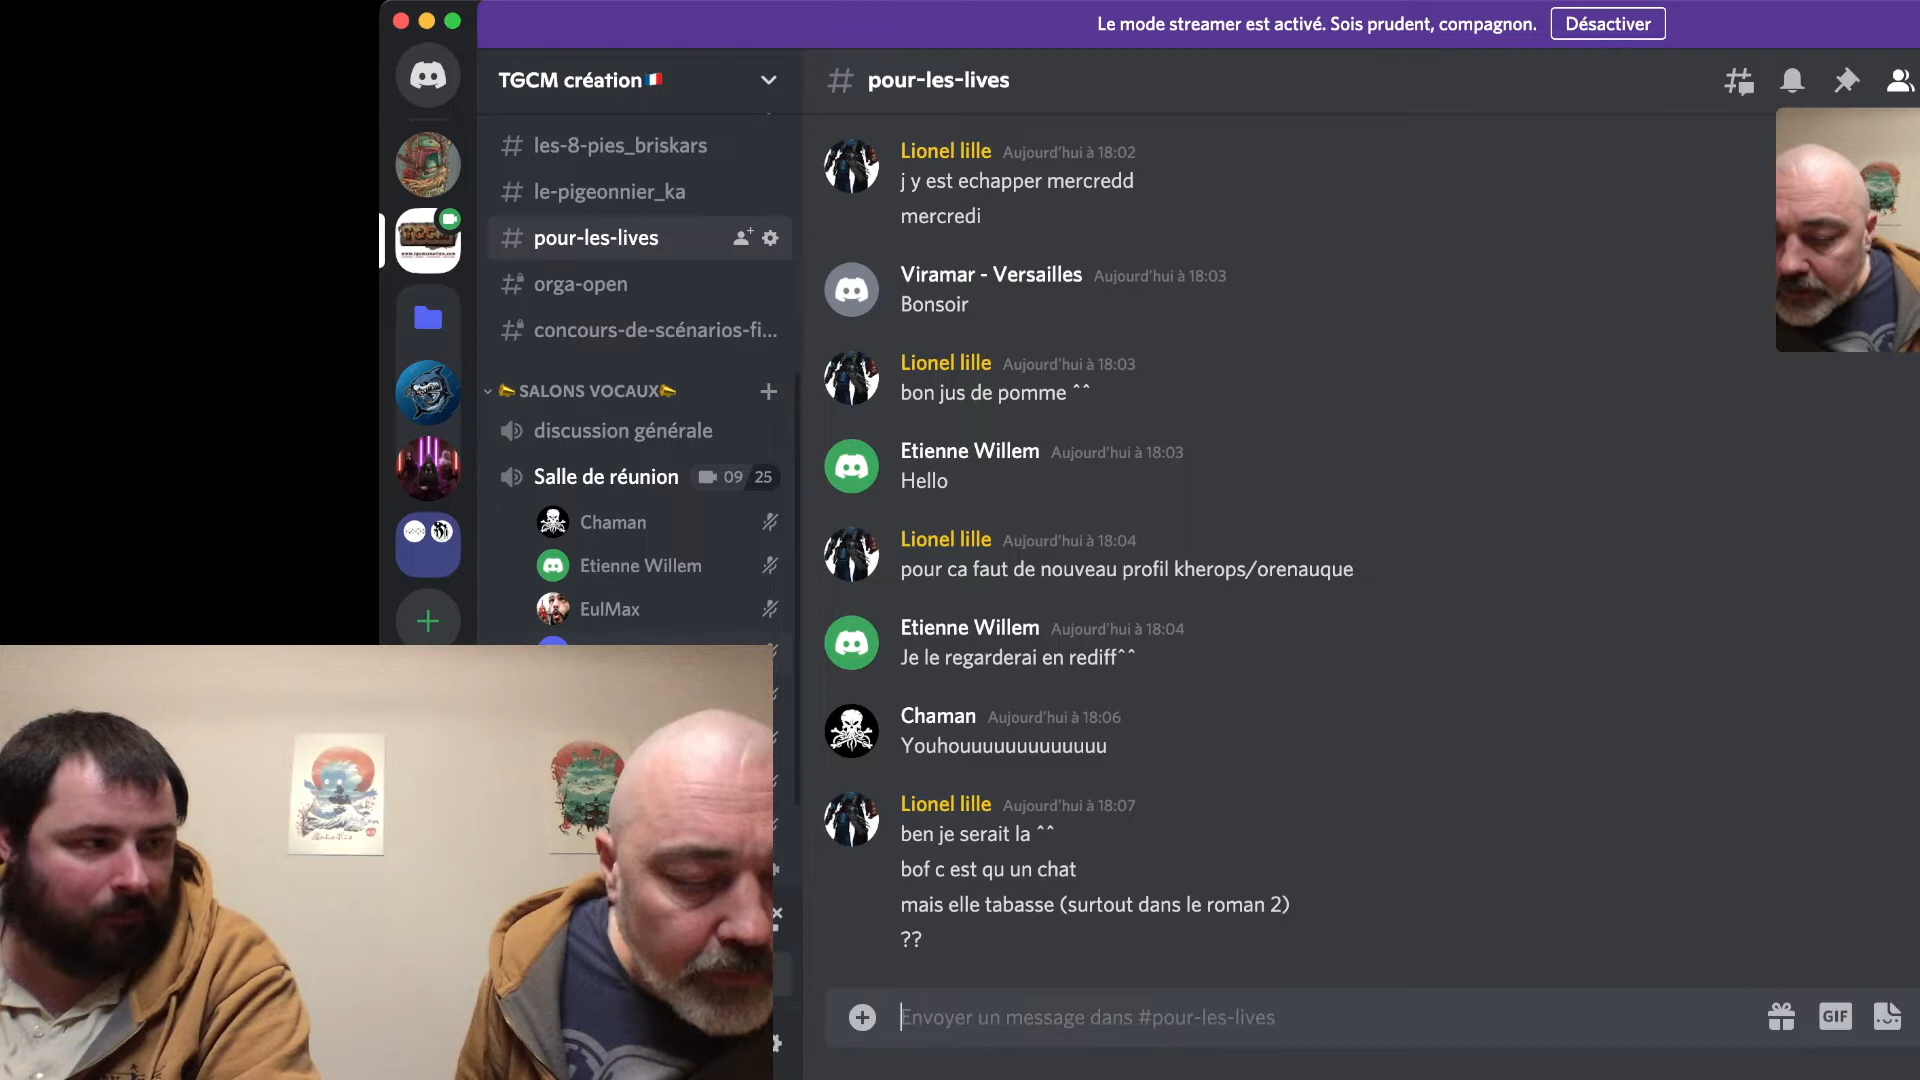 Le mode streamer est activé. Sois prudent, compagnon.
Désactiver
TGCM création
pour-les-lives
les-8-pies_briskars
le-pigeonnier_ka
pour-les-lives
orga-open
concours-de-scénarios-fi...
SALONS VOCAUX
discussion générale
Salle de réunion 09 25
Chaman
Etienne Willem
EulMax
Lionel lille Aujourd'hui à 18:02
j y est echapper mercredd
mercredi
Viramar - Versailles Aujourd'hui à 18:03
Bonsoir
Lionel lille Aujourd'hui à 18:03
bon jus de pomme ^^
Etienne Willem Aujourd'hui à 18:03
Hello
Lionel lille Aujourd'hui à 18:04
pour ca faut de nouveau profil kherops/orenauque
Etienne Willem Aujourd'hui à 18:04
Je le regarderai en rediff^^
Chaman Aujourd'hui à 18:06
Youhouuuuuuuuuuuuu
Lionel lille Aujourd'hui à 18:07
ben je serait la ^^
bof c est qu un chat
mais elle tabasse (surtout dans le roman 2)
??
Envoyer un message dans #pour-les-lives
GIF